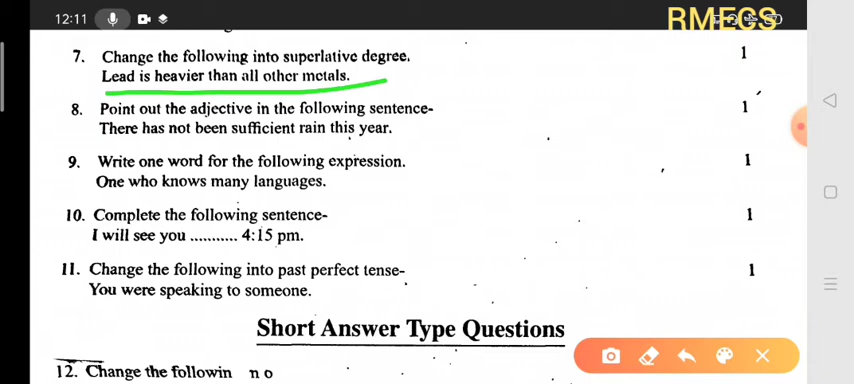 12:11
RMECS
7. Change the following into superlative degree. 1
Lead is heavier than all other metals.
8. Point out the adjective in the following sentence- 1
There has not been sufficient rain this year.
9. Write one word for the following expression. 1
One who knows many languages.
10. Complete the following sentence- 1
I will see you ........... 4:15 pm.
11. Change the following into past perfect tense- 1
You were speaking to someone.
Short Answer Type Questions
12. Change the followin